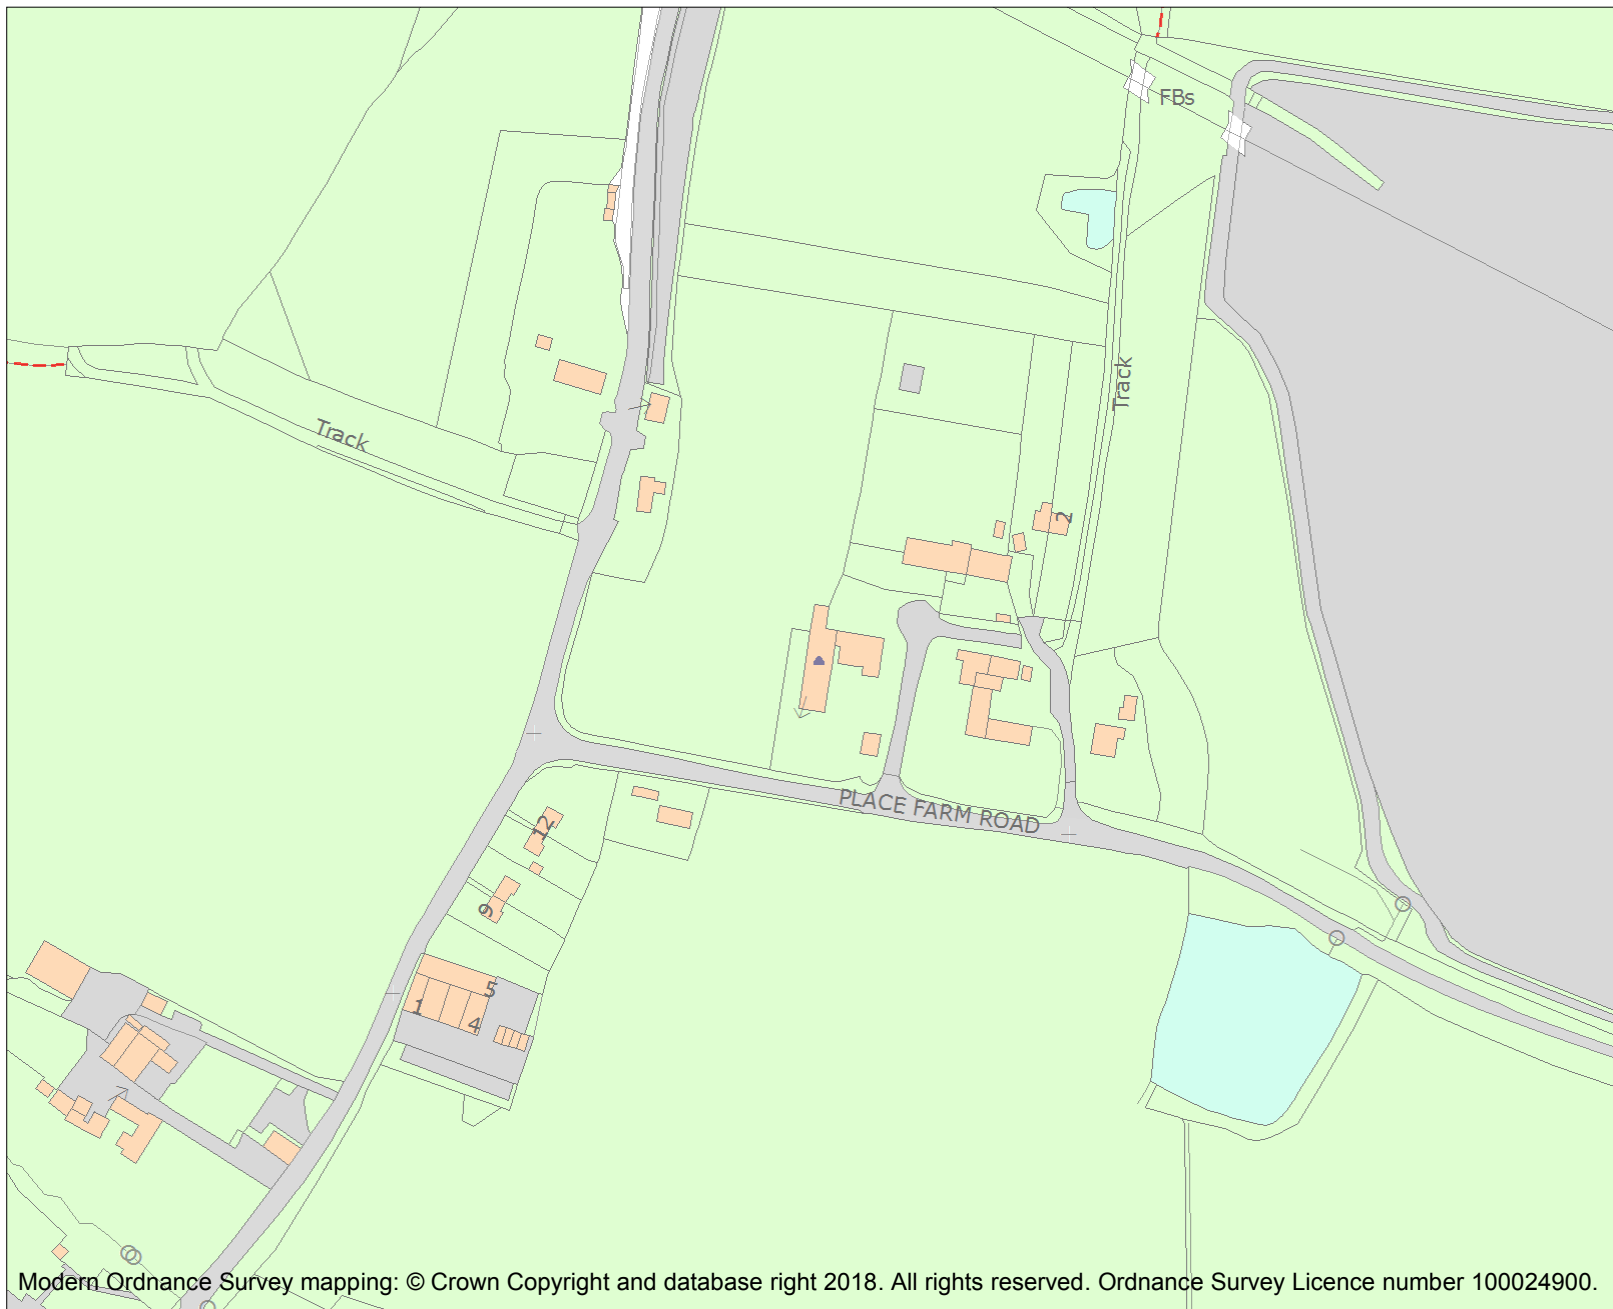 FBs
Track
Track
2
PLACE FARM ROAD
12
9
5
1
4
Modern Ordnance Survey mapping: © Crown Copyright and database right 2018. All rights reserved. Ordnance Survey Licence number 100024900.